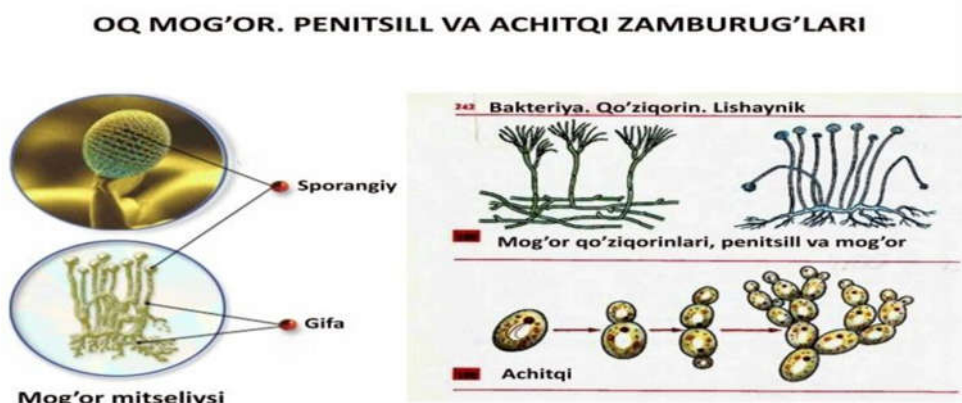 OQ MOG'OR. PENITSILL VA ACHITQI ZAMBURUG'LARI
Sporangiy
Gifa
Mog'or mitseliysi
242 Bakteriya. Qo'ziqorin. Lishaynik
Mog'or qo'ziqorinlari, penitsill va mog'or
Achitqi